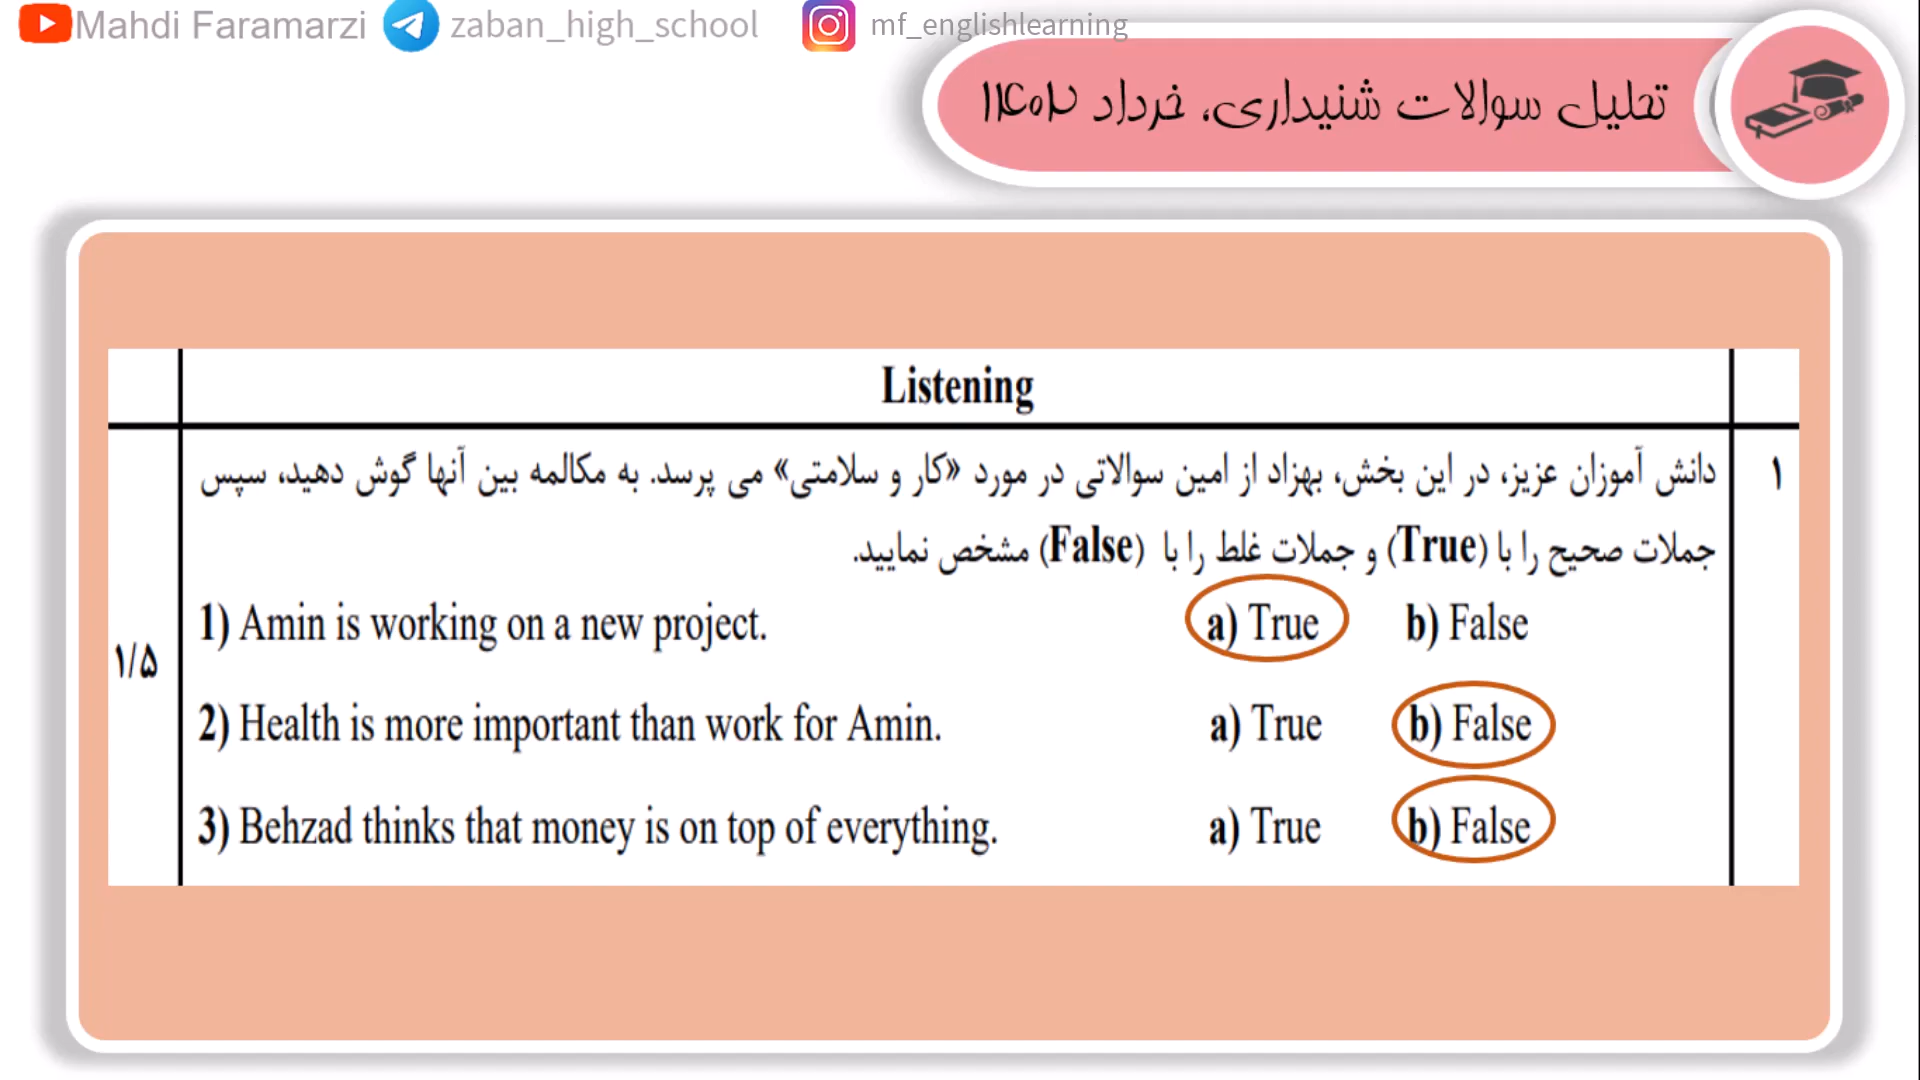 Mahdi Faramarzi zaban_high_school mf_englishlearning
تحلیل سوالات شنیداری، خرداد ۱۴۰۲
Listening
۱
دانش آموزان عزیز، در این بخش، بهزاد از امین سوالاتی در مورد «کار و سلامتی» می پرسد. به مکالمه بین آنها گوش دهید، سپس
جملات صحیح را با (True) و جملات غلط را با (False) مشخص نمایید.
1) Amin is working on a new project. a) True b) False
۱/۵
2) Health is more important than work for Amin. a) True b) False
3) Behzad thinks that money is on top of everything. a) True b) False